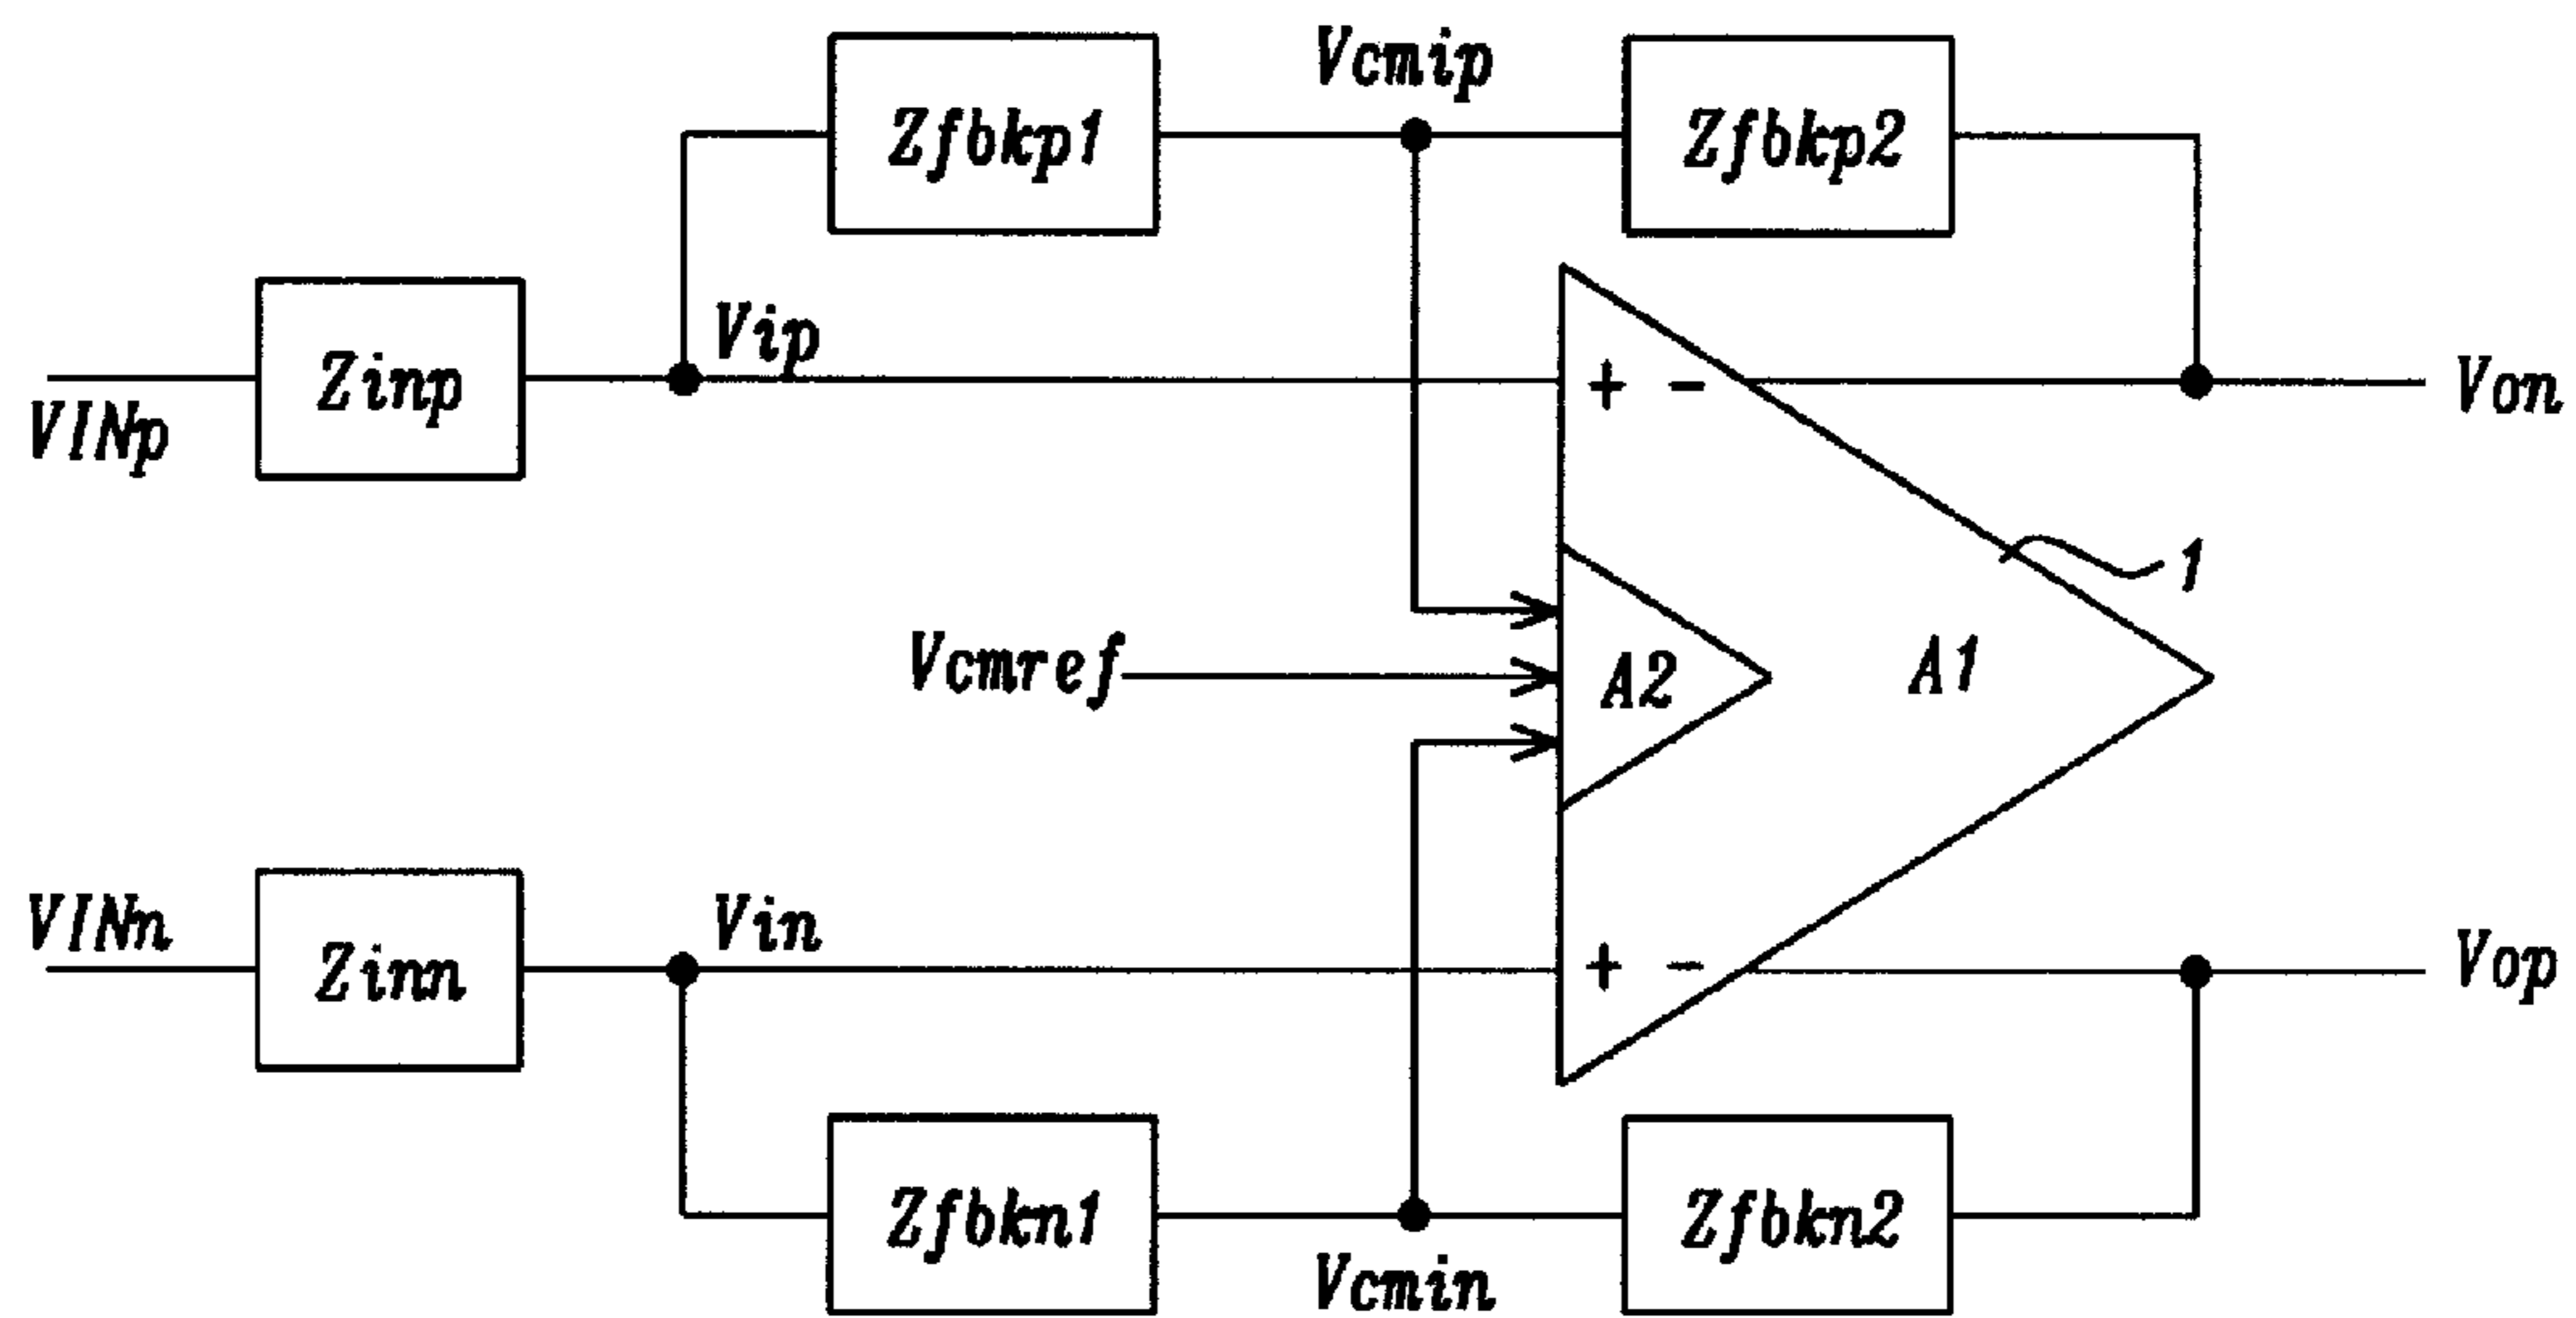 Vcmip
Zfbkp1
Zfbkp2
Vip
Zinp
+ -
Von
VINp
1
Vcmref
A2
A1
VINn
Vin
Vop
Zinn
+ -
Zfbkn1
Zfbkn2
Vcmin